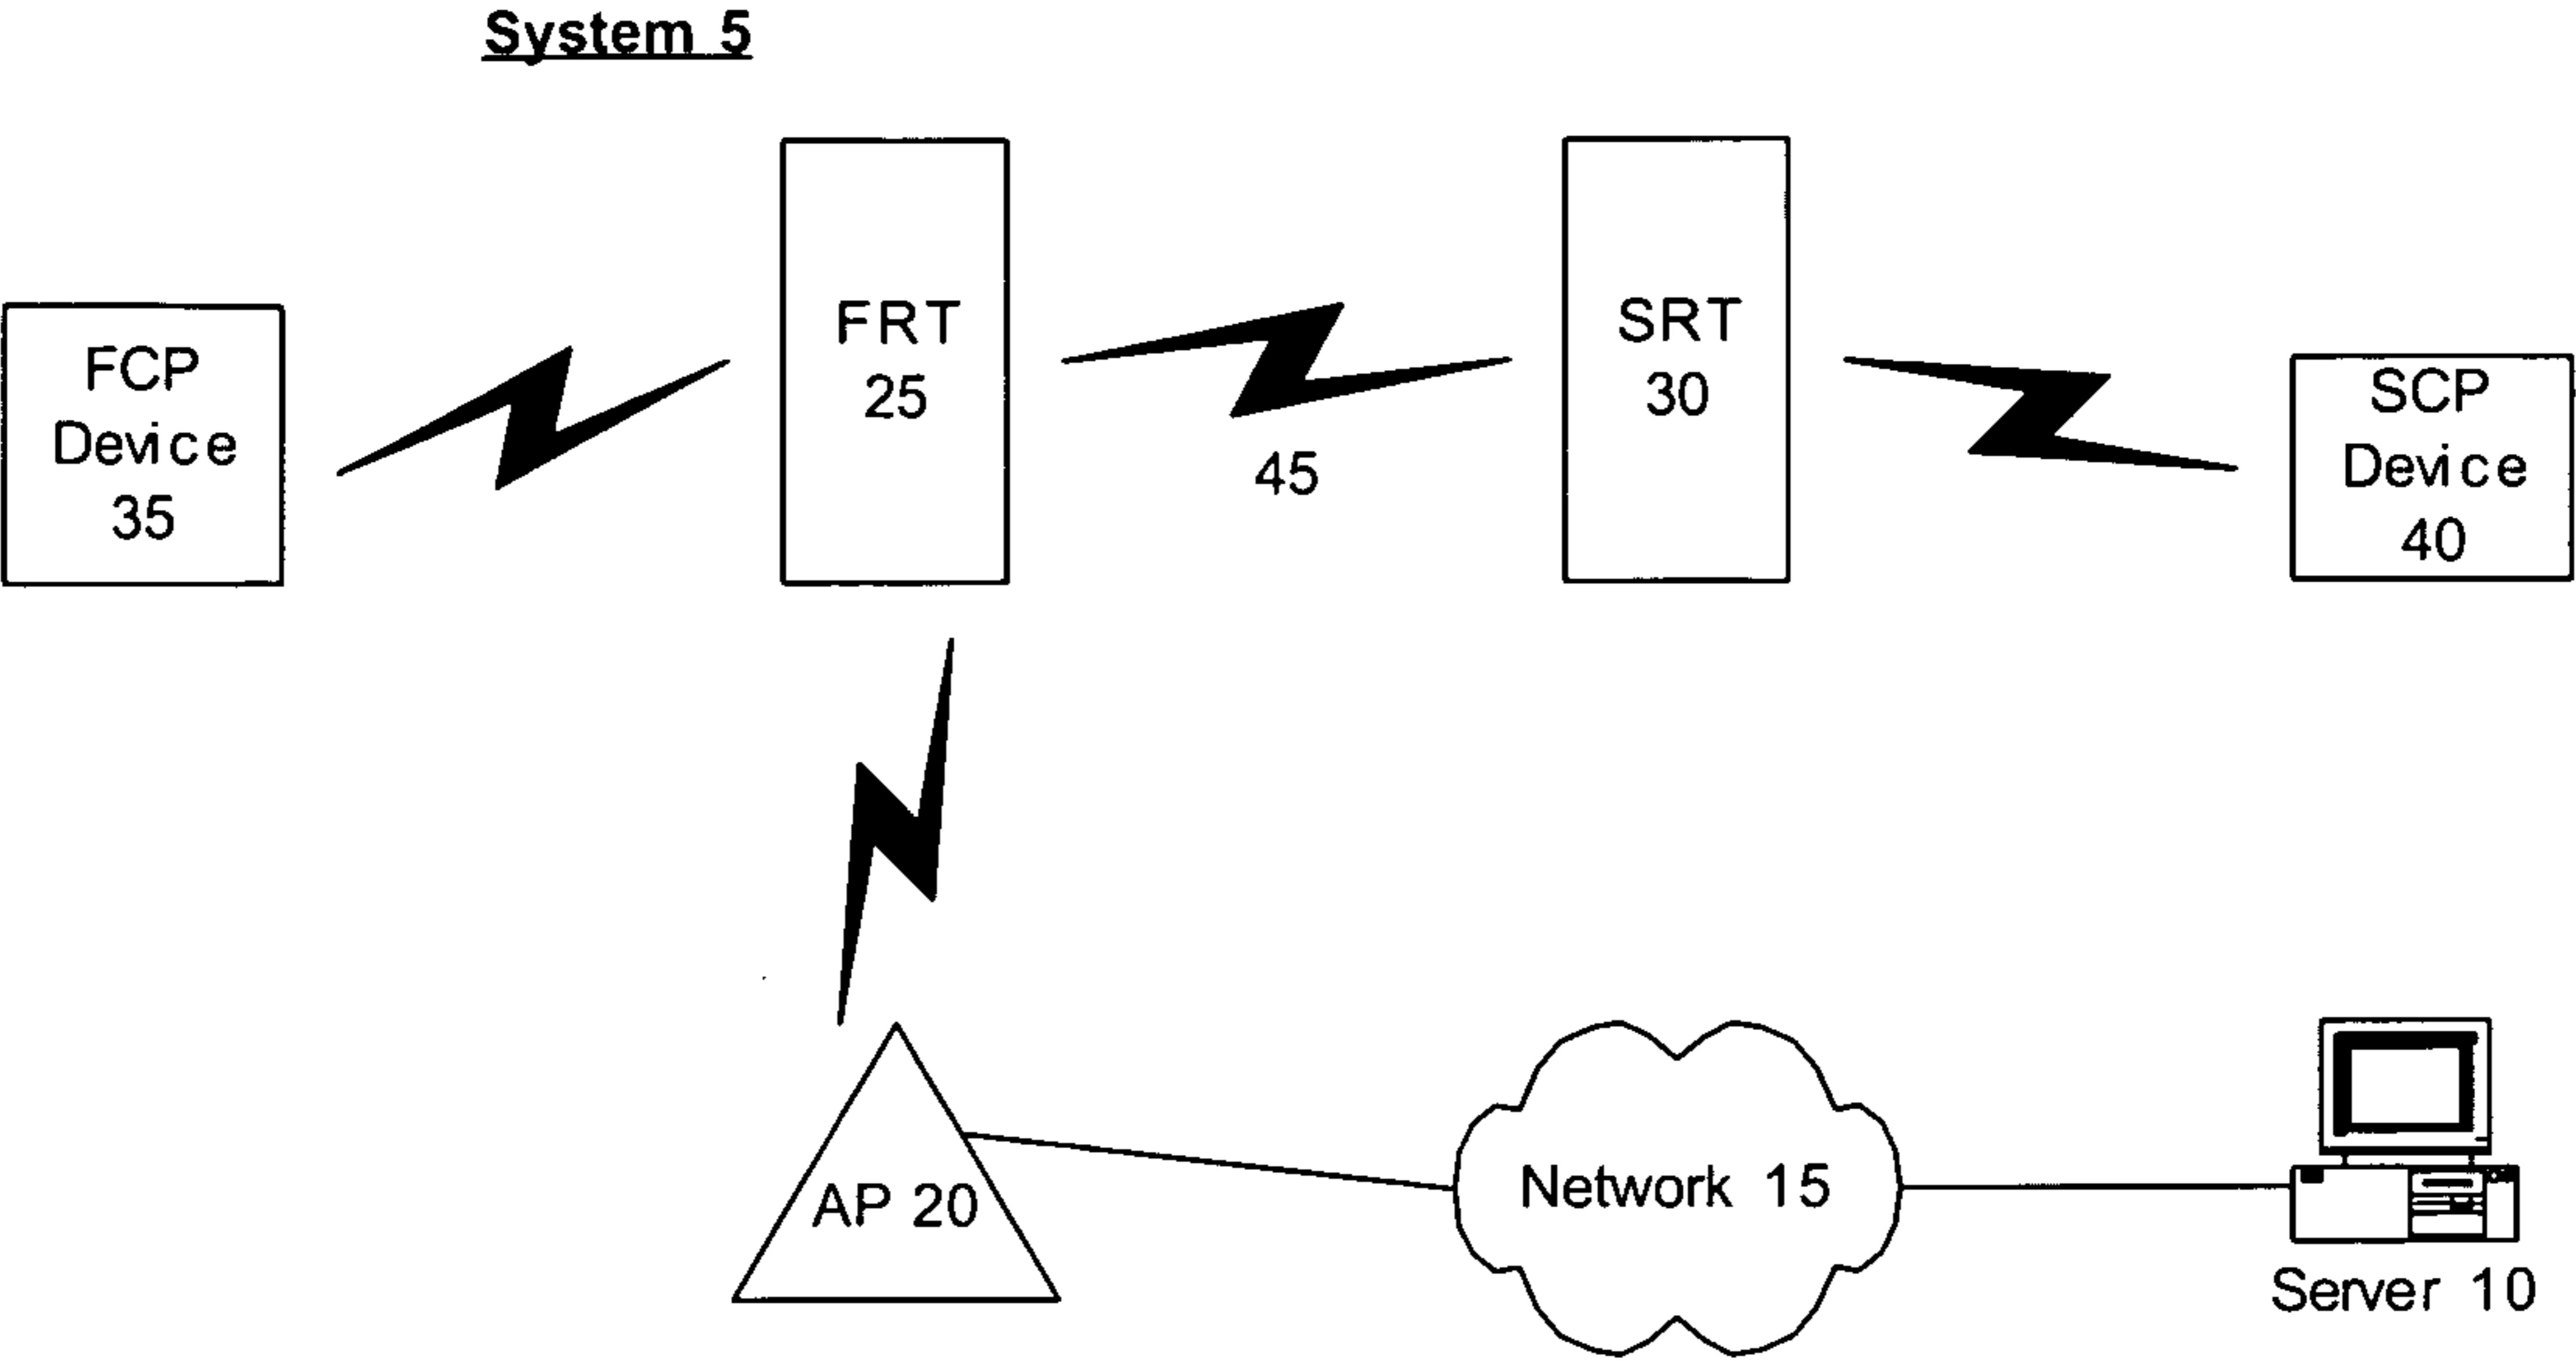 System 5
FCP
Device
35
FRT
25
45
SRT
30
SCP
Device
40
AP 20
Network 15
Server 10